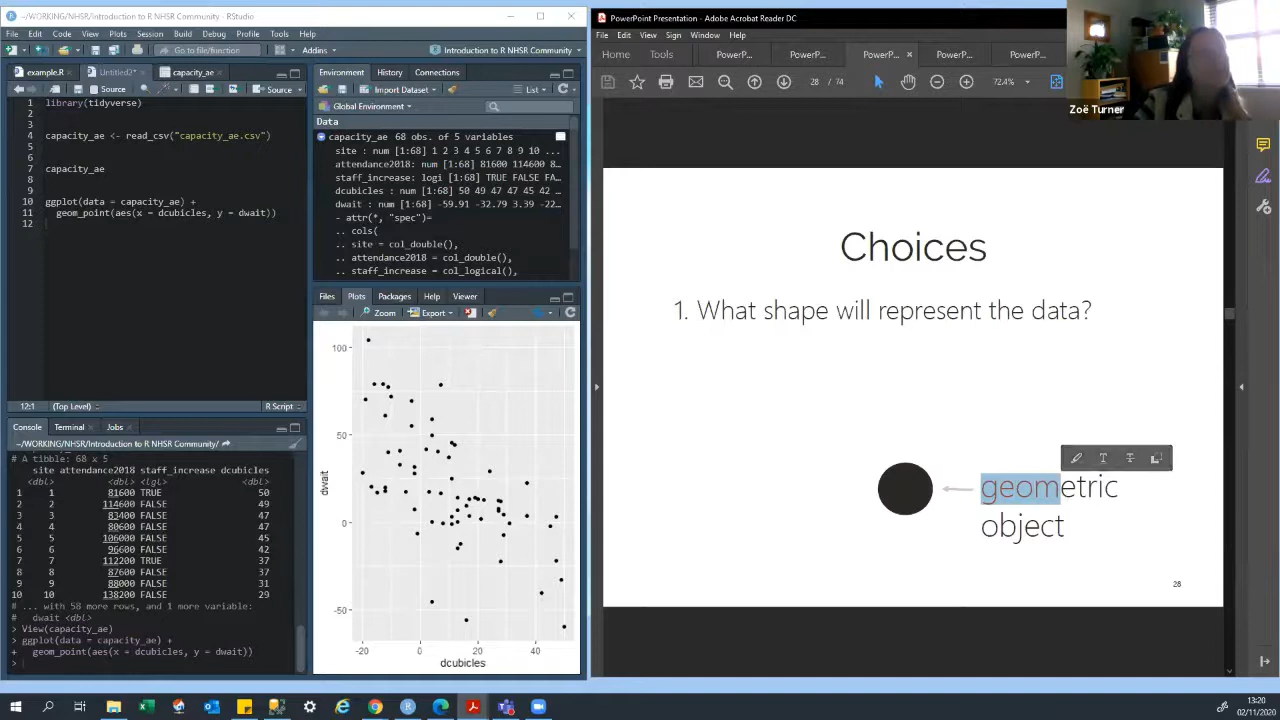 ~/WORKING/NHSR/Introduction to R NHSR Community - RStudio
File Edit Code View Plots Session Build Debug Profile Tools Help
Go to file/function Addins Introduction to R NHSR Community
example.R Untitled* capacity_ae
Source Source
1 library(tidyverse)
2
3
4 capacity_ae <- read_csv("capacity_ae.csv")
5
6
7 capacity_ae
8
9
10 ggplot(data = capacity_ae) +
11 geom_point(aes(x = dcubicles, y = dwait))
12
12:1 (Top Level) R Script
Console Terminal Jobs
~/WORKING/NHSR/Introduction to R NHSR Community/
# A tibble: 68 x 5
site attendance2018 staff_increase dcubicles
<dbl> <dbl> <lgl> <dbl>
1 1 81600 TRUE 50
2 2 114600 FALSE 49
3 3 83400 FALSE 47
4 4 80600 FALSE 47
5 5 106000 FALSE 45
6 6 96600 FALSE 42
7 7 112200 TRUE 37
8 8 87600 FALSE 37
9 9 88000 FALSE 31
10 10 138200 FALSE 29
# ... with 58 more rows, and 1 more variable:
# dwait <dbl>
> View(capacity_ae)
> ggplot(data = capacity_ae) +
+ geom_point(aes(x = dcubicles, y = dwait))
>
Environment History Connections
Import Dataset List
Global Environment
Data
capacity_ae 68 obs. of 5 variables
site : num [1:68] 1 2 3 4 5 6 7 8 9 10 ...
attendance2018: num [1:68] 81600 114600 8...
staff_increase: logi [1:68] TRUE FALSE FA...
dcubicles : num [1:68] 50 49 47 47 45 42 ...
dwait : num [1:68] -59.91 -32.79 3.39 -22...
- attr(*, "spec")=
.. cols(
.. site = col_double(),
.. attendance2018 = col_double(),
.. staff_increase = col_logical(),
Files Plots Packages Help Viewer
Zoom Export
100
50
0
-50
dwait
-20 0 20 40
dcubicles
PowerPoint Presentation - Adobe Acrobat Reader DC
File Edit View Sign Window Help
Home Tools PowerP... PowerP... PowerP... PowerP... PowerP...
28 / 74 72.4%
Zoë Turner
Choices
1. What shape will represent the data?
geometric
object
28
13:20
02/11/2020